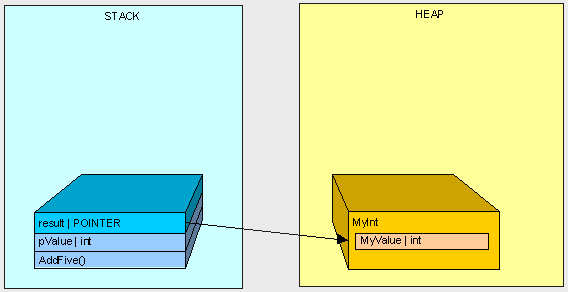 STACK
HEAP
result | POINTER
pValue | int
AddFive()
MyInt
MyValue | int